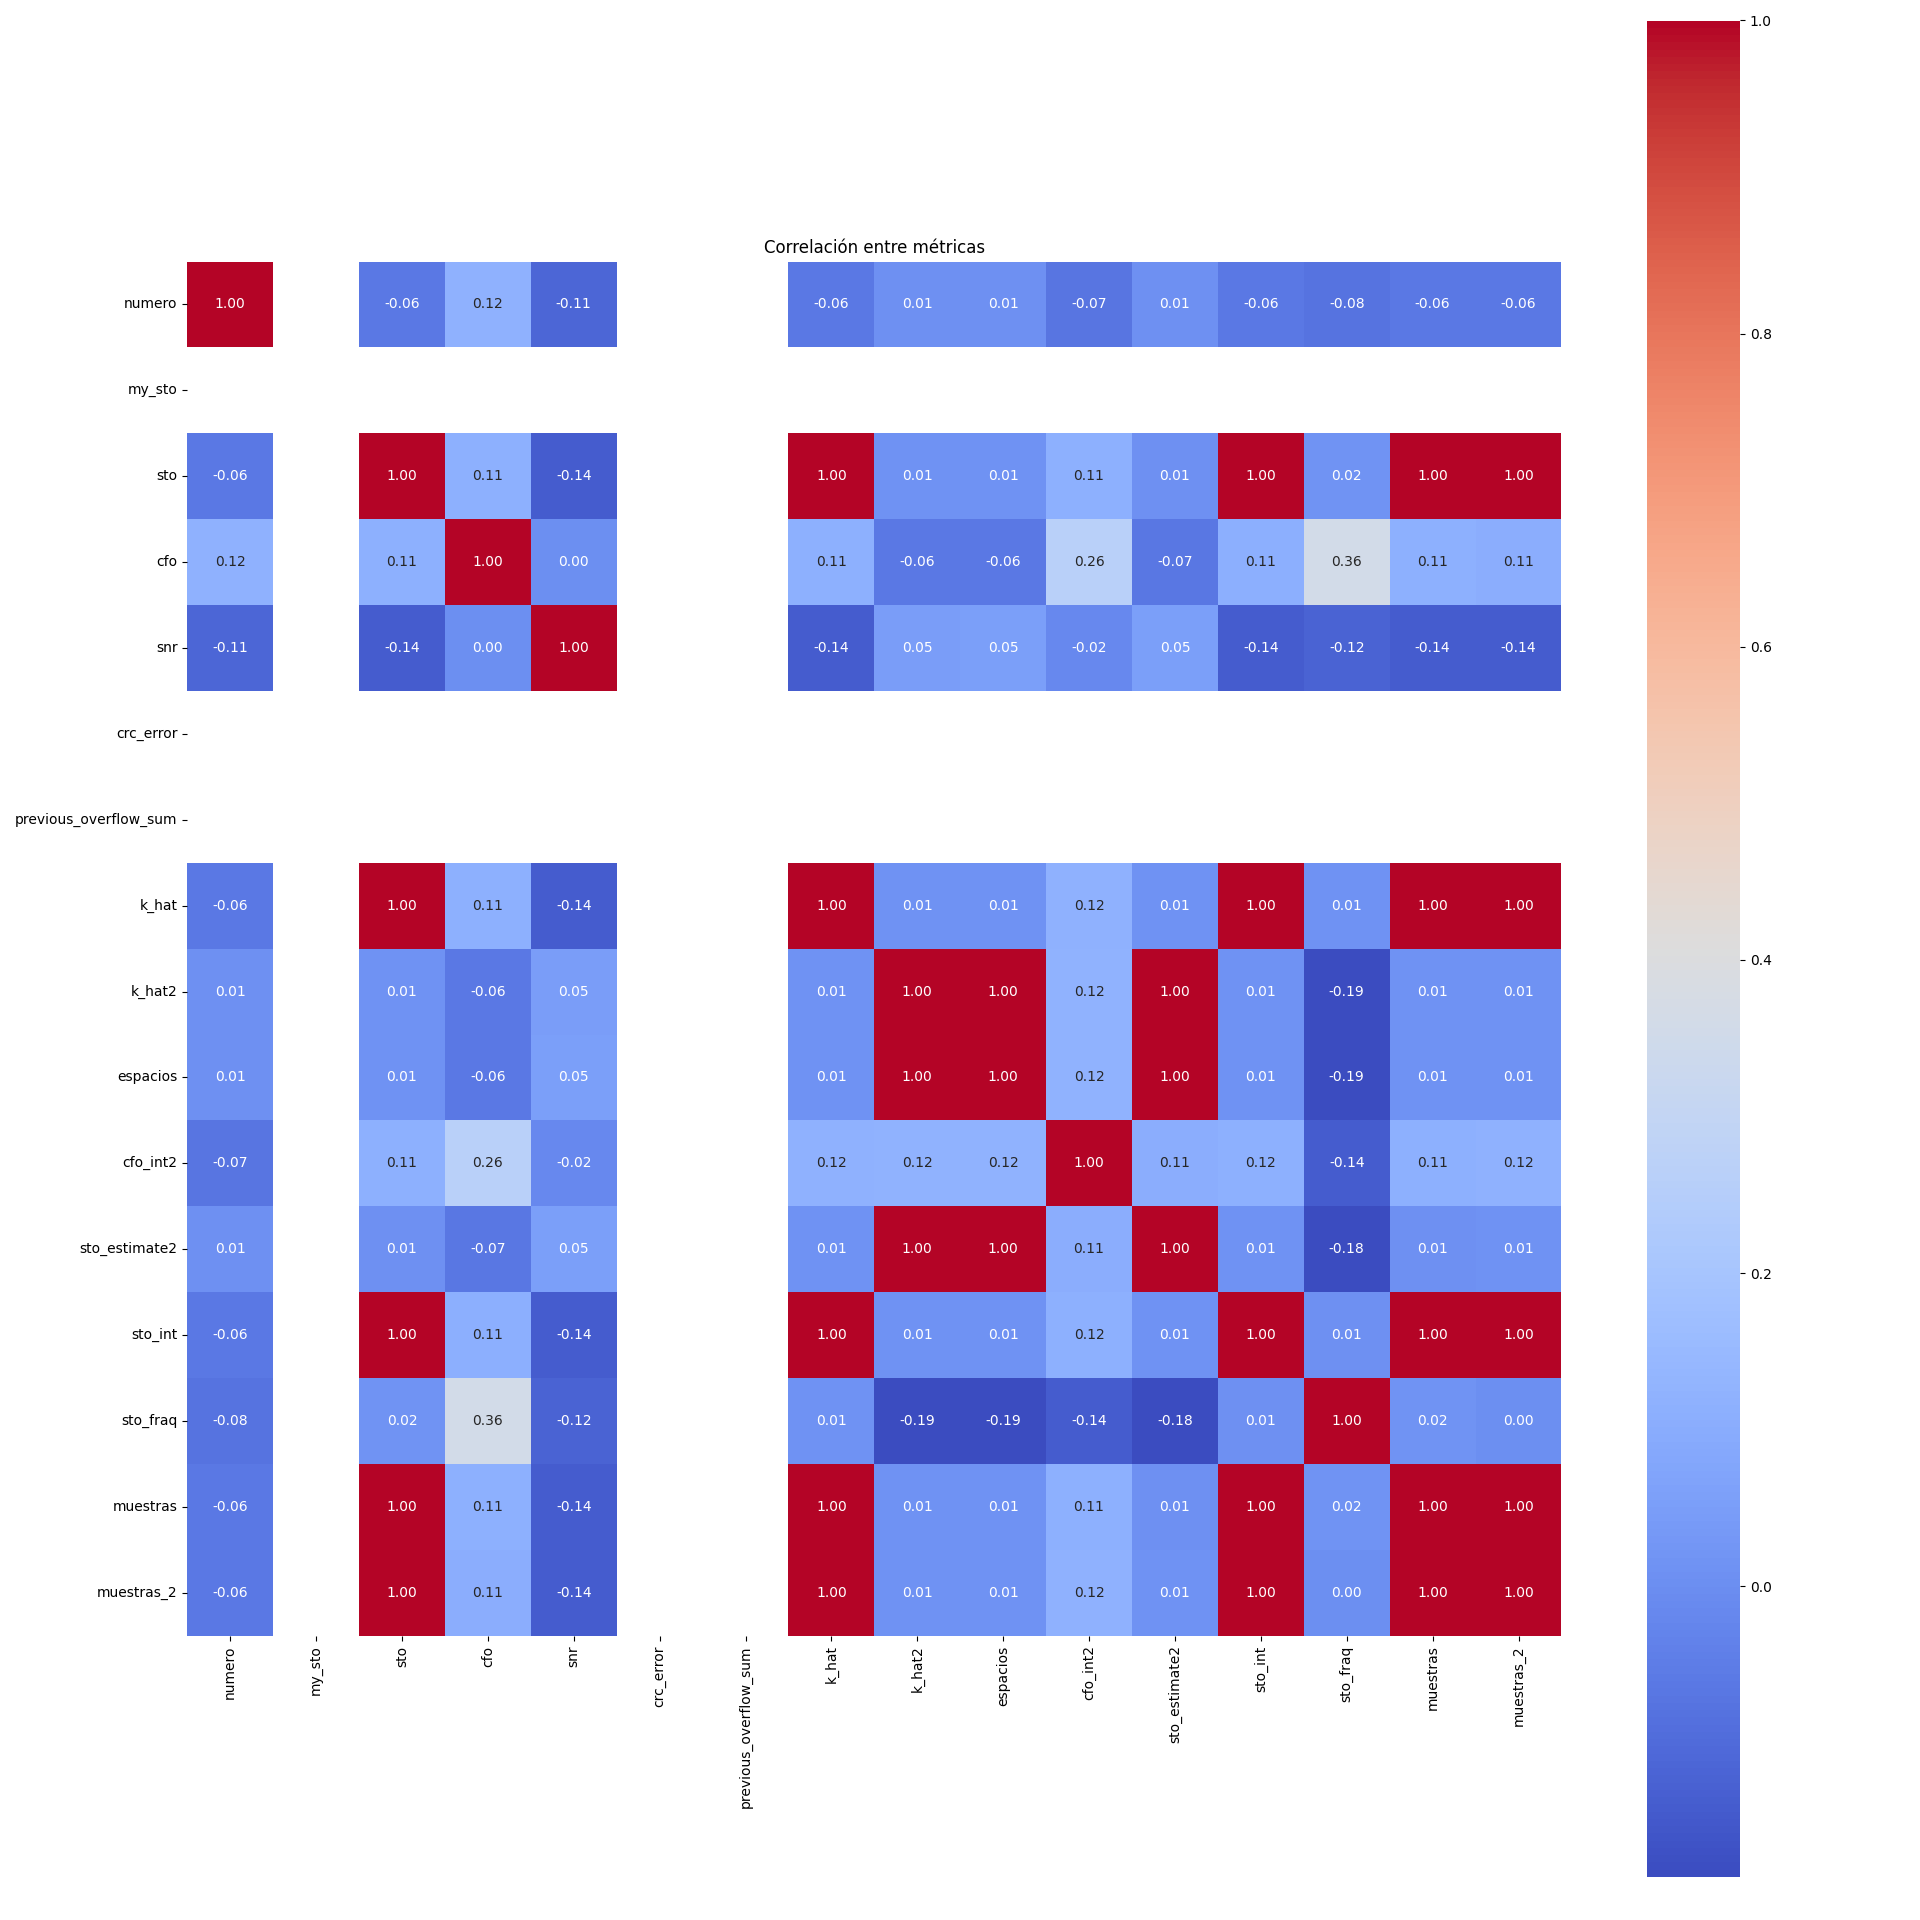 Correlación entre métricas
1.0
0.8
0.6
0.4
0.2
0.0
numero 1.00 -0.06 0.12 -0.11 -0.06 0.01 0.01 -0.07 0.01 -0.06 -0.08 -0.06 -0.06
my_sto
sto -0.06 1.00 0.11 -0.14 1.00 0.01 0.01 0.11 0.01 1.00 0.02 1.00 1.00
cfo 0.12 0.11 1.00 0.00 0.11 -0.06 -0.06 0.26 -0.07 0.11 0.36 0.11 0.11
snr -0.11 -0.14 0.00 1.00 -0.14 0.05 0.05 -0.02 0.05 -0.14 -0.12 -0.14 -0.14
crc_error
previous_overflow_sum
k_hat -0.06 1.00 0.11 -0.14 1.00 0.01 0.01 0.12 0.01 1.00 0.01 1.00 1.00
k_hat2 0.01 0.01 -0.06 0.05 0.01 1.00 1.00 0.12 1.00 0.01 -0.19 0.01 0.01
espacios 0.01 0.01 -0.06 0.05 0.01 1.00 1.00 0.12 1.00 0.01 -0.19 0.01 0.01
cfo_int2 -0.07 0.11 0.26 -0.02 0.12 0.12 0.12 1.00 0.11 0.12 -0.14 0.11 0.12
sto_estimate2 0.01 0.01 -0.07 0.05 0.01 1.00 1.00 0.11 1.00 0.01 -0.18 0.01 0.01
sto_int -0.06 1.00 0.11 -0.14 1.00 0.01 0.01 0.12 0.01 1.00 0.01 1.00 1.00
sto_fraq -0.08 0.02 0.36 -0.12 0.01 -0.19 -0.19 -0.14 -0.18 0.01 1.00 0.02 0.00
muestras -0.06 1.00 0.11 -0.14 1.00 0.01 0.01 0.11 0.01 1.00 0.02 1.00 1.00
muestras_2 -0.06 1.00 0.11 -0.14 1.00 0.01 0.01 0.12 0.01 1.00 0.00 1.00 1.00
numero
my_sto
sto
cfo
snr
crc_error
previous_overflow_sum
k_hat
k_hat2
espacios
cfo_int2
sto_estimate2
sto_int
sto_fraq
muestras
muestras_2